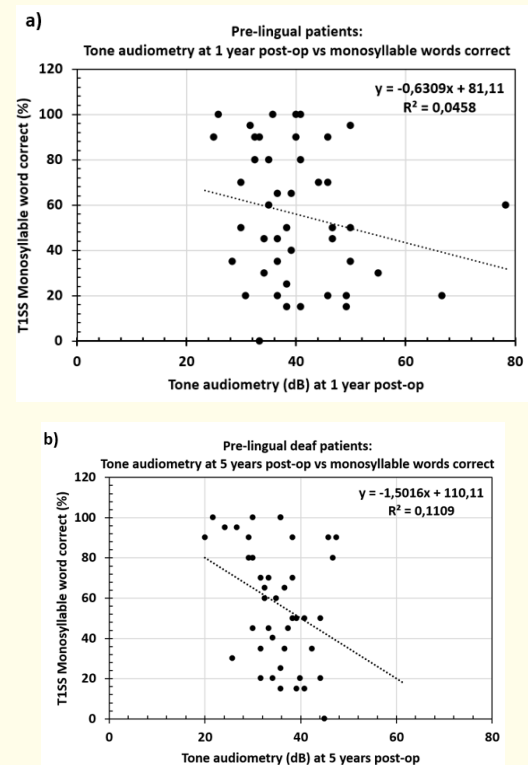 a)
Pre-lingual patients:
Tone audiometry at 1 year post-op vs monosyllable words correct
y = -0,6309x + 81,11
R² = 0,0458
T1SS Monosyllable word correct (%)
120
100
80
60
40
20
0
0 20 40 60 80
Tone audiometry (dB) at 1 year post-op
b)
Pre-lingual deaf patients:
Tone audiometry at 5 years post-op vs monosyllable words correct
y = -1,5016x + 110,11
R² = 0,1109
T1SS Monosyllable word correct (%)
120
100
80
60
40
20
0
0 20 40 60 80
Tone audiometry (dB) at 5 years post-op